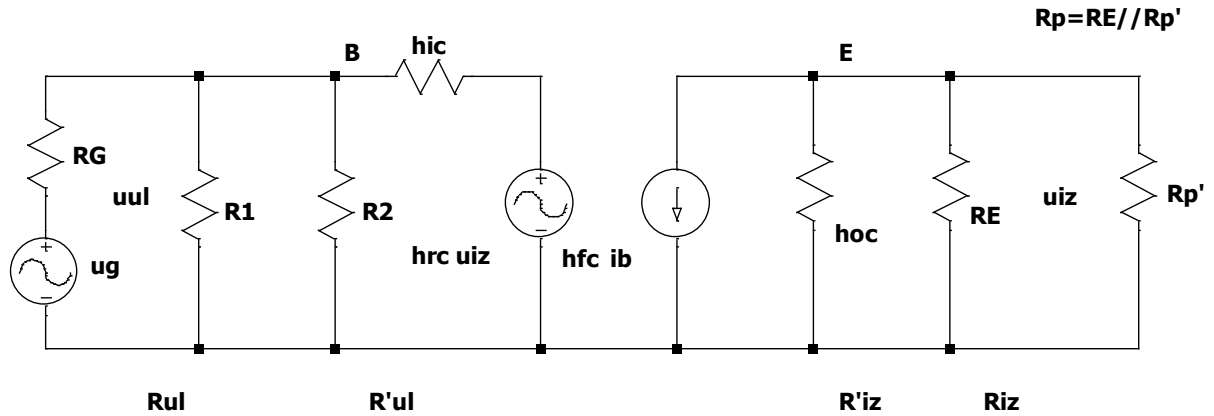 Rp=RE//Rp'
B
hic
E
RG
uul
R1
R2
ug
hrc uiz
hfc ib
hoc
RE
uiz
Rp'
Rul
R'ul
R'iz
Riz